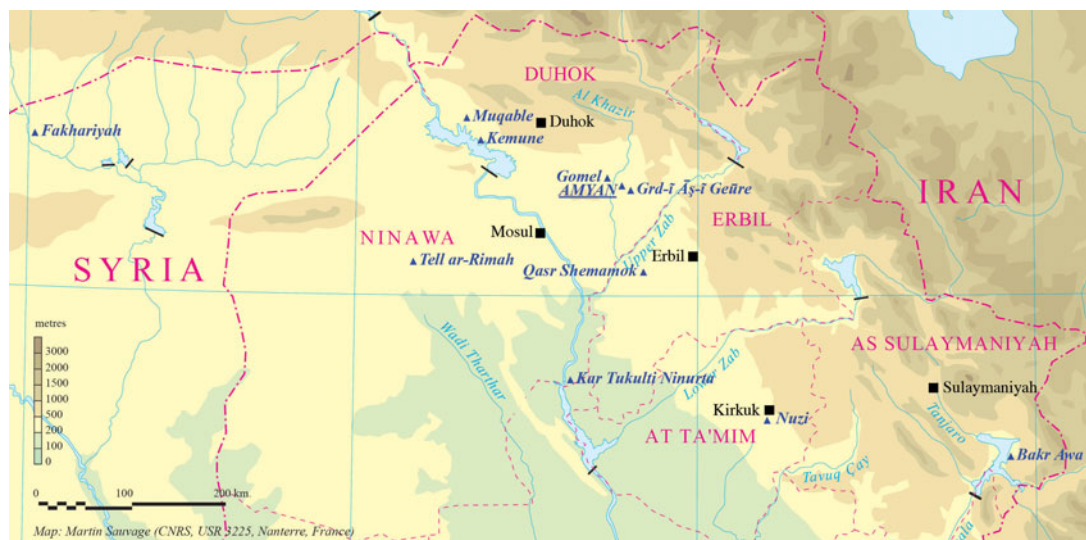 DUHOK
Al Khazir
Muqable
Duhok
Fakhariyah
Kemune
Gomel
AMYAN
Grd-ī Āṣ-ī Geūre
IRAN
ERBIL
Mosul
NINAWA
Upper Zab
Erbil
SYRIA
Tell ar-Rimah
Qasr Shemamok
metres
3000
2000
1500
1000
500
200
100
0
Wadi Tharthar
AS SULAYMANIYAH
Lower Zab
Kar Tukulti Ninurta
Sulaymaniyah
Kirkuk
Nuzi
Tanjaro
AT TA'MIM
Bakr Awa
Tavuq Çay
0 100 200 km.
Map: Martin Sauvage (CNRS, USR 3225, Nanterre, France)
ala